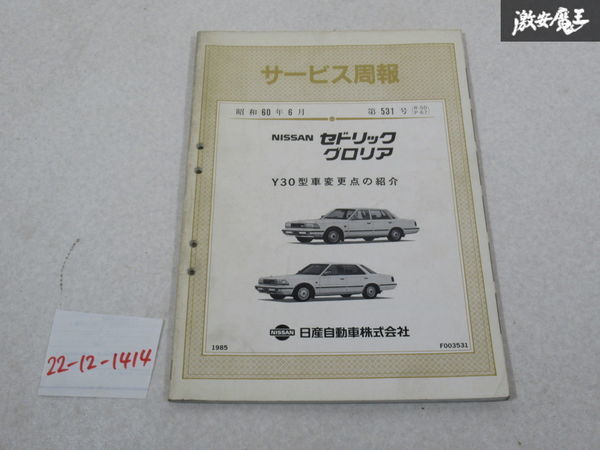 激安魔王
サービス周報
昭和60年6月 第531号 (R-50)
(P-67)
NISSAN セドリック
グロリア
Y30型車変更点の紹介
NISSAN 日産自動車株式会社
1985 F003531
22-12-1414